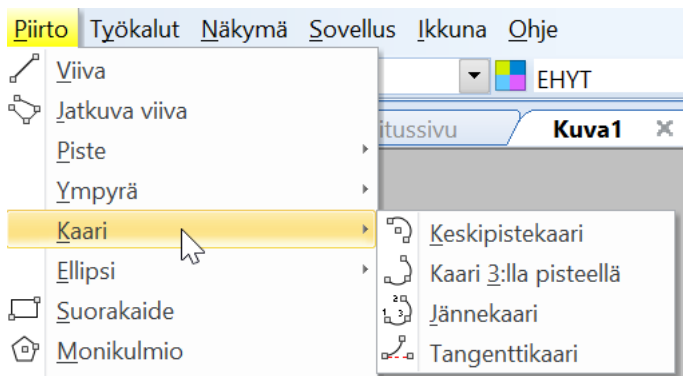 Piirto Työkalut Näkymä Sovellus Ikkuna Ohje
Viiva
EHYT
Jatkuva viiva
itussivu Kuva1
Piste
Ympyrä
Kaari
Keskipistekaari
Ellipsi
Kaari 3:lla pisteellä
Suorakaide
Jännekaari
Monikulmio
Tangenttikaari